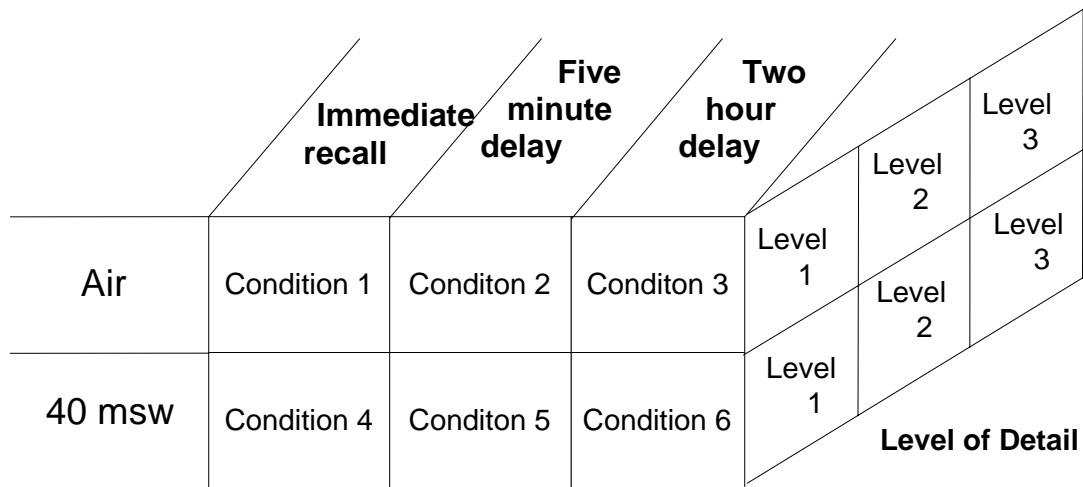 Immediate
recall
Five
minute
delay
Two
hour
delay
Level
1
Level
2
Level
3
Air
Condition 1
Conditon 2
Conditon 3
40 msw
Condition 4
Conditon 5
Condition 6
Level
1
Level
2
Level
3
Level of Detail